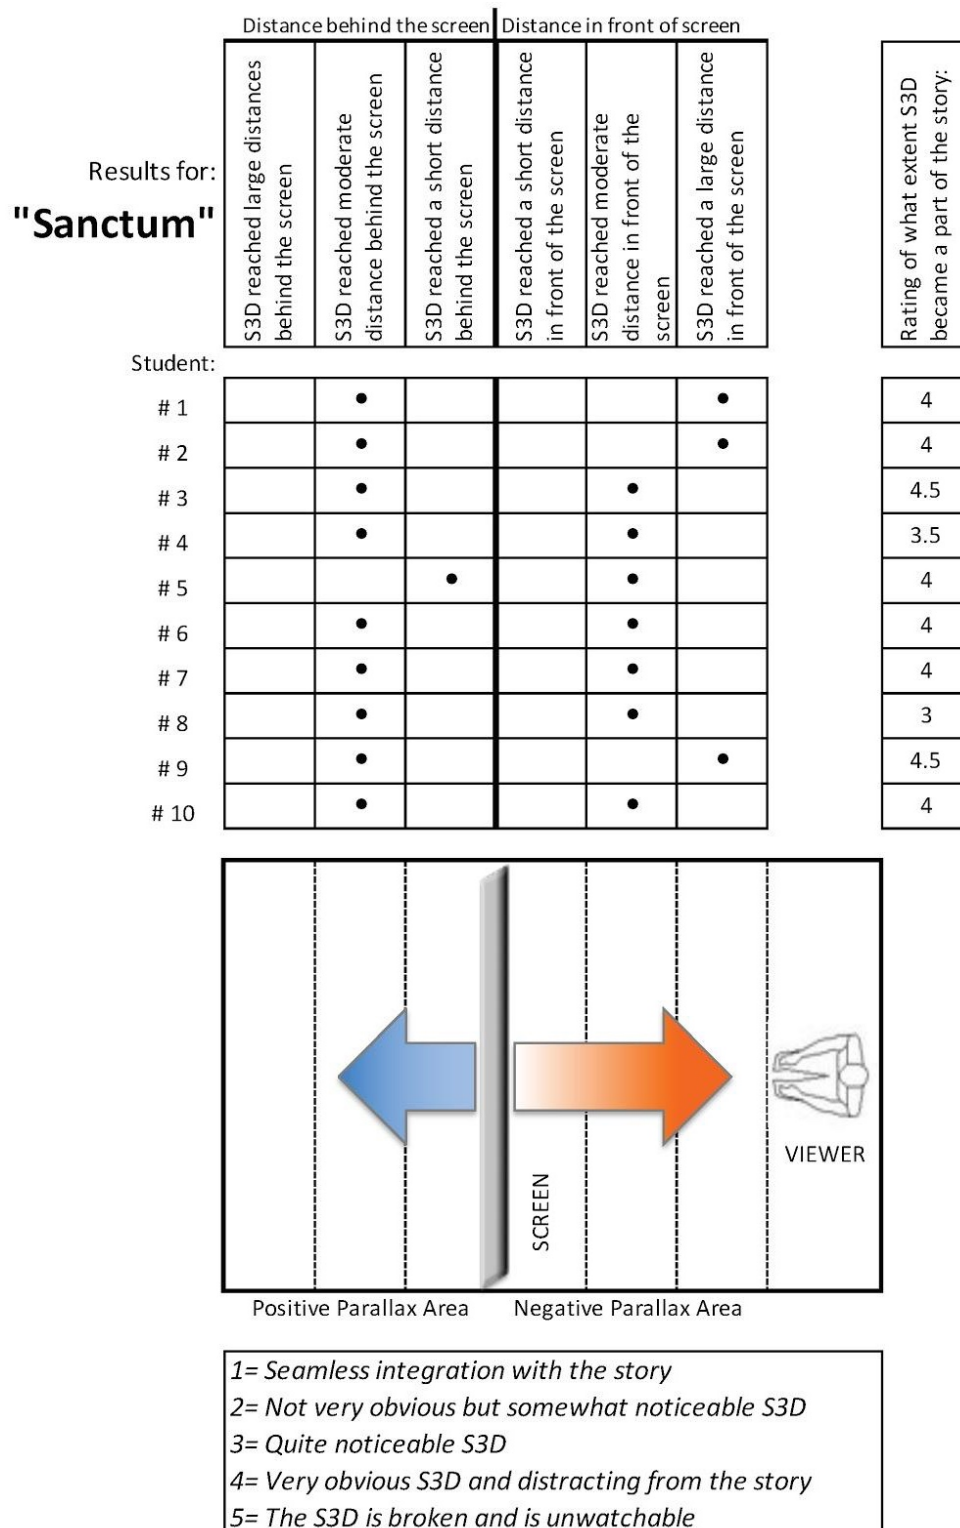 Distance behind the screen
Distance in front of screen
S3D reached large distances
behind the screen
S3D reached moderate
distance behind the screen
S3D reached a short distance
behind the screen
S3D reached a short distance
in front of the screen
S3D reached moderate
distance in front of the
screen
S3D reached a large distance
in front of the screen
Rating of what extent S3D
became a part of the story:
Results for:
"Sanctum"
Student:
# 1 4
# 2 4
# 3 4.5
# 4 3.5
# 5 4
# 6 4
# 7 4
# 8 3
# 9 4.5
# 10 4
SCREEN
VIEWER
Positive Parallax Area
Negative Parallax Area
1= Seamless integration with the story
2= Not very obvious but somewhat noticeable S3D
3= Quite noticeable S3D
4= Very obvious S3D and distracting from the story
5= The S3D is broken and is unwatchable